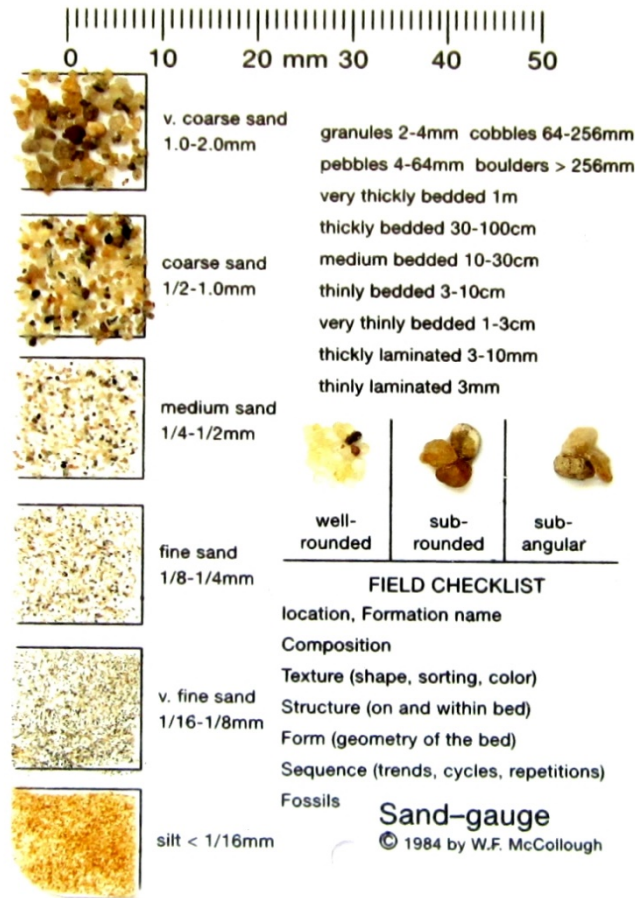 0 10 20 mm 30 40 50
v. coarse sand
1.0-2.0mm
coarse sand
1/2-1.0mm
medium sand
1/4-1/2mm
fine sand
1/8-1/4mm
v. fine sand
1/16-1/8mm
silt < 1/16mm
granules 2-4mm cobbles 64-256mm
pebbles 4-64mm boulders > 256mm
very thickly bedded 1m
thickly bedded 30-100cm
medium bedded 10-30cm
thinly bedded 3-10cm
very thinly bedded 1-3cm
thickly laminated 3-10mm
thinly laminated 3mm
well-
rounded
sub-
rounded
sub-
angular
FIELD CHECKLIST
location, Formation name
Composition
Texture (shape, sorting, color)
Structure (on and within bed)
Form (geometry of the bed)
Sequence (trends, cycles, repetitions)
Fossils
Sand–gauge
© 1984 by W.F. McCollough